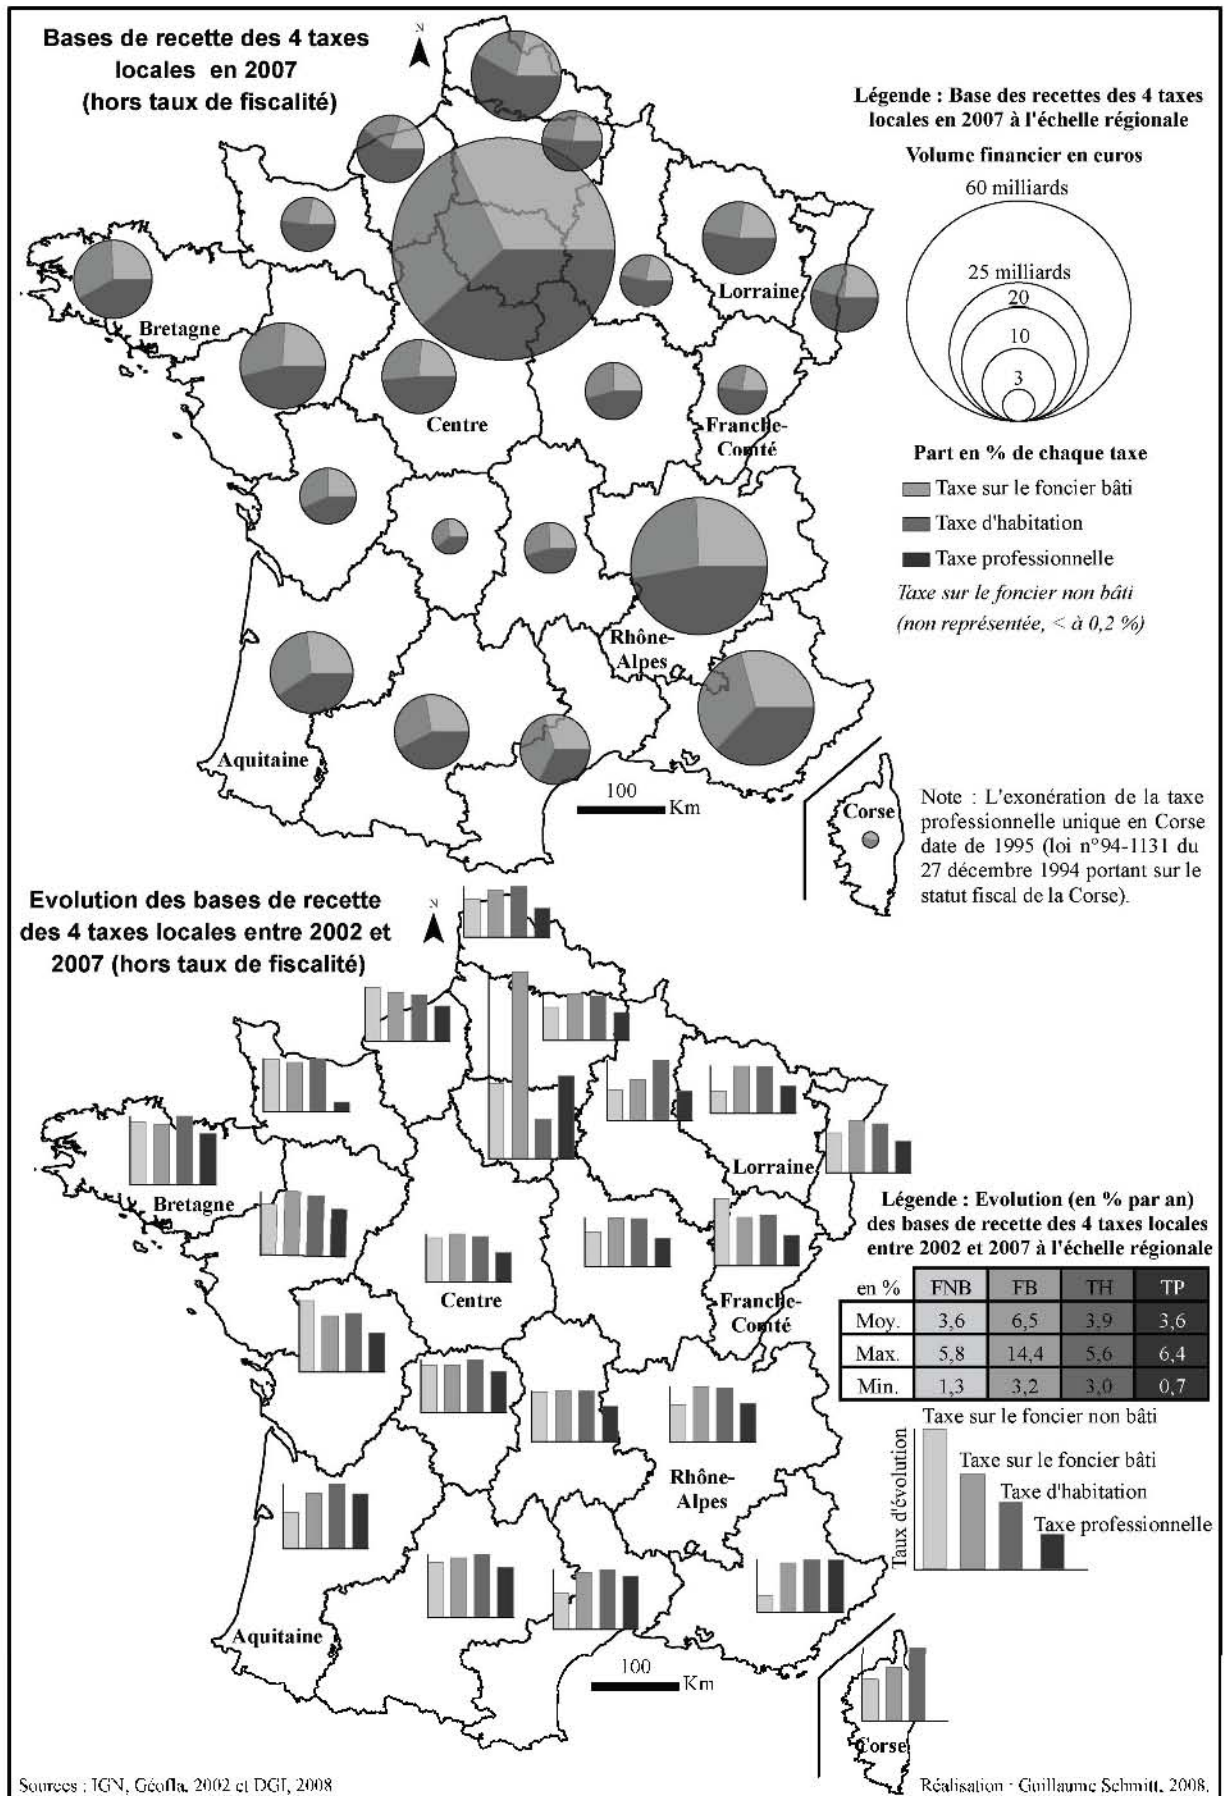 Bases de recette des 4 taxes
locales en 2007
(hors taux de fiscalité)
N
Légende : Base des recettes des 4 taxes
locales en 2007 à l'échelle régionale
Volume financier en euros
60 milliards
25 milliards
20
10
3
Part en % de chaque taxe
Taxe sur le foncier bâti
Taxe d'habitation
Taxe professionnelle
Taxe sur le foncier non bâti
(non représentée, < à 0,2 %)
Lorraine
Bretagne
Centre
Franche-
Comté
Rhône-
Alpes
Aquitaine
100
Km
Corse
Note : L'exonération de la taxe
professionnelle unique en Corse
date de 1995 (loi n°94-1131 du
27 décembre 1994 portant sur le
statut fiscal de la Corse).
Evolution des bases de recette
des 4 taxes locales entre 2002 et
2007 (hors taux de fiscalité)
N
Lorraine
Bretagne
Centre
Franche-
Comté
Rhône-
Alpes
Aquitaine
100
Km
Corse
Légende : Evolution (en % par an)
des bases de recette des 4 taxes locales
entre 2002 et 2007 à l'échelle régionale
en % FNB FB TH TP
Moy. 3,6 6,5 3,9 3,6
Max. 5,8 14,4 5,6 6,4
Min. 1,3 3,2 3,0 0,7
Taxe sur le foncier non bâti
Taxe sur le foncier bâti
Taxe d'habitation
Taxe professionnelle
Taux d'évolution
Sources : IGN, Géofla, 2002 et DGI, 2008
Réalisation : Guillaume Schmitt, 2008.